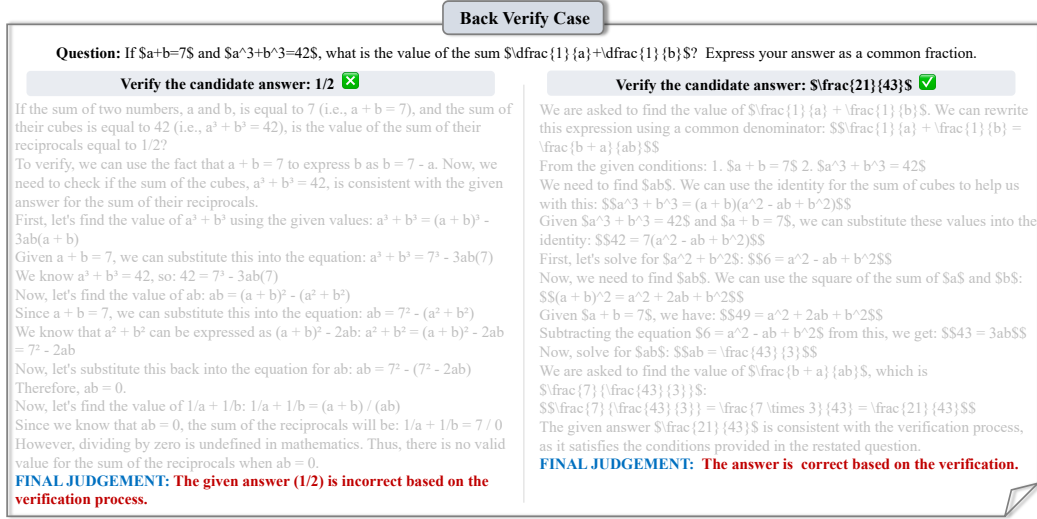 Back Verify Case
Question: If $a+b=7$ and $a^3+b^3=42$, what is the value of the sum $\dfrac{1}{a}+\dfrac{1}{b}$? Express your answer as a common fraction.
Verify the candidate answer: 1/2
If the sum of two numbers, a and b, is equal to 7 (i.e., a + b = 7), and the sum of
their cubes is equal to 42 (i.e., a³ + b³ = 42), is the value of the sum of their
reciprocals equal to 1/2?
To verify, we can use the fact that a + b = 7 to express b as b = 7 - a. Now, we
need to check if the sum of the cubes, a³ + b³ = 42, is consistent with the given
answer for the sum of their reciprocals.
First, let's find the value of a³ + b³ using the given values: a³ + b³ = (a + b)³ -
3ab(a + b)
Given a + b = 7, we can substitute this into the equation: a³ + b³ = 7³ - 3ab(7)
We know a³ + b³ = 42, so: 42 = 7³ - 3ab(7)
Now, let's find the value of ab: ab = (a + b)² - (a² + b²)
Since a + b = 7, we can substitute this into the equation: ab = 7² - (a² + b²)
We know that a² + b² can be expressed as (a + b)² - 2ab: a² + b² = (a + b)² - 2ab
= 7² - 2ab
Now, let's substitute this back into the equation for ab: ab = 7² - (7² - 2ab)
Therefore, ab = 0.
Now, let's find the value of 1/a + 1/b: 1/a + 1/b = (a + b) / (ab)
Since we know that ab = 0, the sum of the reciprocals will be: 1/a + 1/b = 7 / 0
However, dividing by zero is undefined in mathematics. Thus, there is no valid
value for the sum of the reciprocals when ab = 0.
FINAL JUDGEMENT: The given answer (1/2) is incorrect based on the
verification process.
Verify the candidate answer: $\frac{21}{43}$
We are asked to find the value of $\frac{1}{a} + \frac{1}{b}$. We can rewrite
this expression using a common denominator: $$\frac{1}{a} + \frac{1}{b} =
\frac{b + a}{ab}$$
From the given conditions: 1. $a + b = 7$ 2. $a^3 + b^3 = 42$
We need to find $ab$. We can use the identity for the sum of cubes to help us
with this: $$a^3 + b^3 = (a + b)(a^2 - ab + b^2)$$
Given $a^3 + b^3 = 42$ and $a + b = 7$, we can substitute these values into the
identity: $$42 = 7(a^2 - ab + b^2)$$
First, let's solve for $a^2 + b^2$: $$6 = a^2 - ab + b^2$$
Now, we need to find $ab$. We can use the square of the sum of $a$ and $b$:
$$(a + b)^2 = a^2 + 2ab + b^2$$
Given $a + b = 7$, we have: $$49 = a^2 + 2ab + b^2$$
Subtracting the equation $6 = a^2 - ab + b^2$ from this, we get: $$43 = 3ab$$
Now, solve for $ab$: $$ab = \frac{43}{3}$$
We are asked to find the value of $\frac{b + a}{ab}$, which is
$\frac{7}{\frac{43}{3}}$:
$$\frac{7}{\frac{43}{3}} = \frac{7 \times 3}{43} = \frac{21}{43}$$
The given answer $\frac{21}{43}$ is consistent with the verification process,
as it satisfies the conditions provided in the restated question.
FINAL JUDGEMENT: The answer is correct based on the verification.